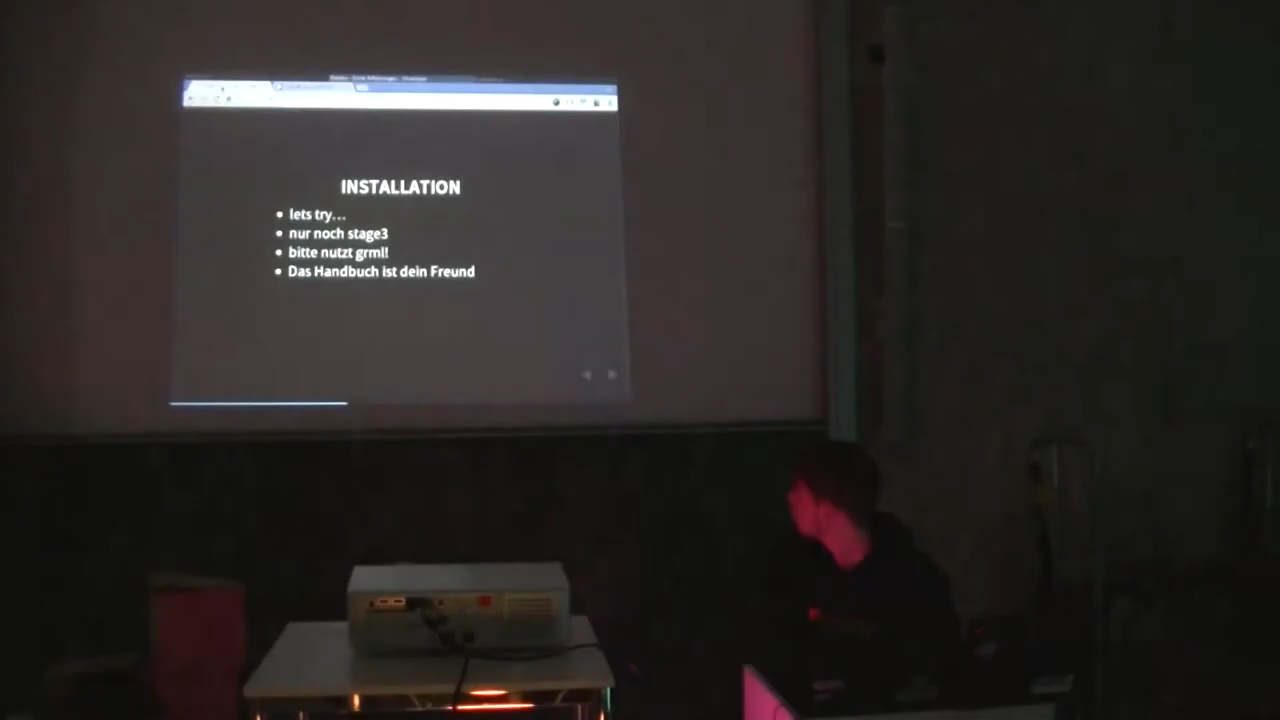 INSTALLATION
lets try...
nur noch stage3
bitte nutzt grml!
Das Handbuch ist dein Freund